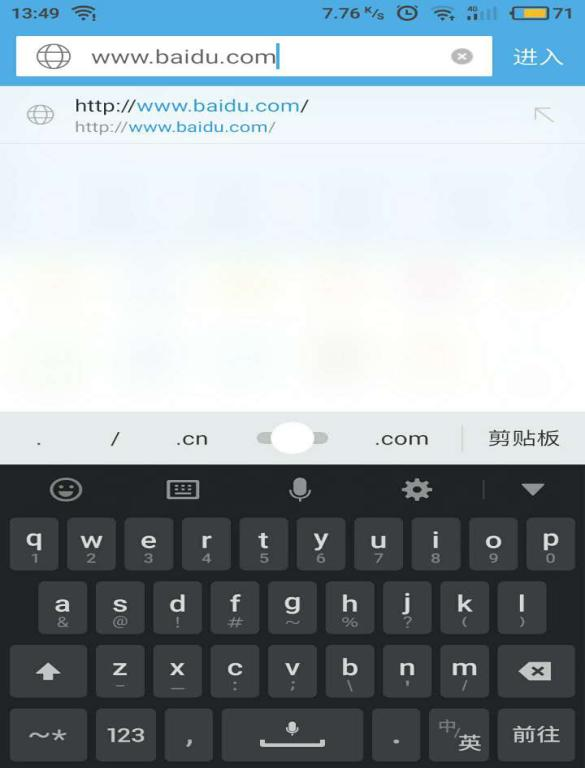 13:49 7.76 K/s 4G 71
www.baidu.com 进入
http://www.baidu.com/
http://www.baidu.com/
. / .cn .com 剪贴板
q w e r t y u i o p
1 2 3 4 5 6 7 8 9 0
a s d f g h j k l
& @ ! # ~ % ? ( )
z x c v b n m
- _ : ; \ ' /
~* 123 , . 中/英 前往